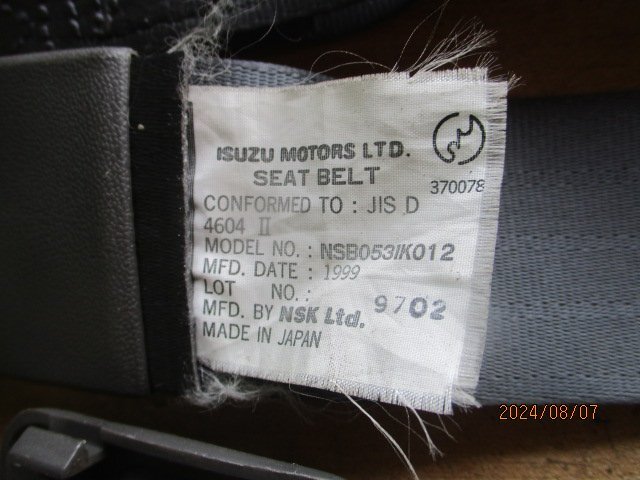 ISUZU MOTORS LTD.
SEAT BELT
370078
CONFORMED TO : JIS D
4604 II
MODEL NO. : NSB053IK012
MFD. DATE : 1999
LOT NO. : 9702
MFD. BY NSK Ltd.
MADE IN JAPAN
2024/08/07